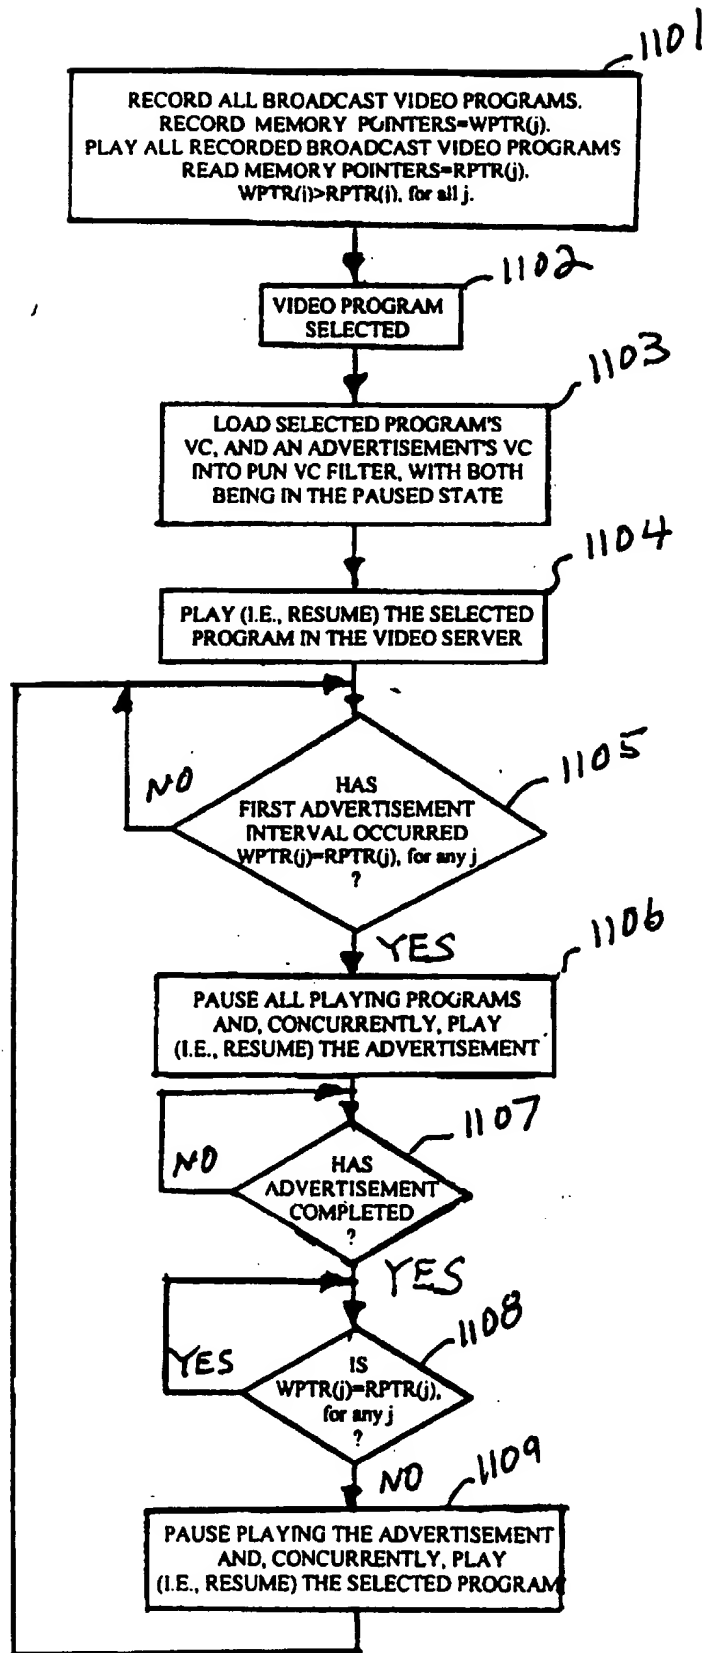 1101
RECORD ALL BROADCAST VIDEO PROGRAMS.
RECORD MEMORY POINTERS=WPTR(j).
PLAY ALL RECORDED BROADCAST VIDEO PROGRAMS
READ MEMORY POINTERS=RPTR(j).
WPTR(j)>RPTR(j), for all j.
1102
VIDEO PROGRAM
SELECTED
1103
LOAD SELECTED PROGRAM'S
VC, AND AN ADVERTISEMENT'S VC
INTO PUN VC FILTER, WITH BOTH
BEING IN THE PAUSED STATE
1104
PLAY (I.E., RESUME) THE SELECTED
PROGRAM IN THE VIDEO SERVER
1105
NO
HAS
FIRST ADVERTISEMENT
INTERVAL OCCURRED
WPTR(j)=RPTR(j), for any j
?
YES
1106
PAUSE ALL PLAYING PROGRAMS
AND, CONCURRENTLY, PLAY
(I.E., RESUME) THE ADVERTISEMENT
1107
NO
HAS
ADVERTISEMENT
COMPLETED
?
YES
1108
YES
IS
WPTR(j)=RPTR(j),
for any j
?
NO
1109
PAUSE PLAYING THE ADVERTISEMENT
AND, CONCURRENTLY, PLAY
(I.E., RESUME) THE SELECTED PROGRAM